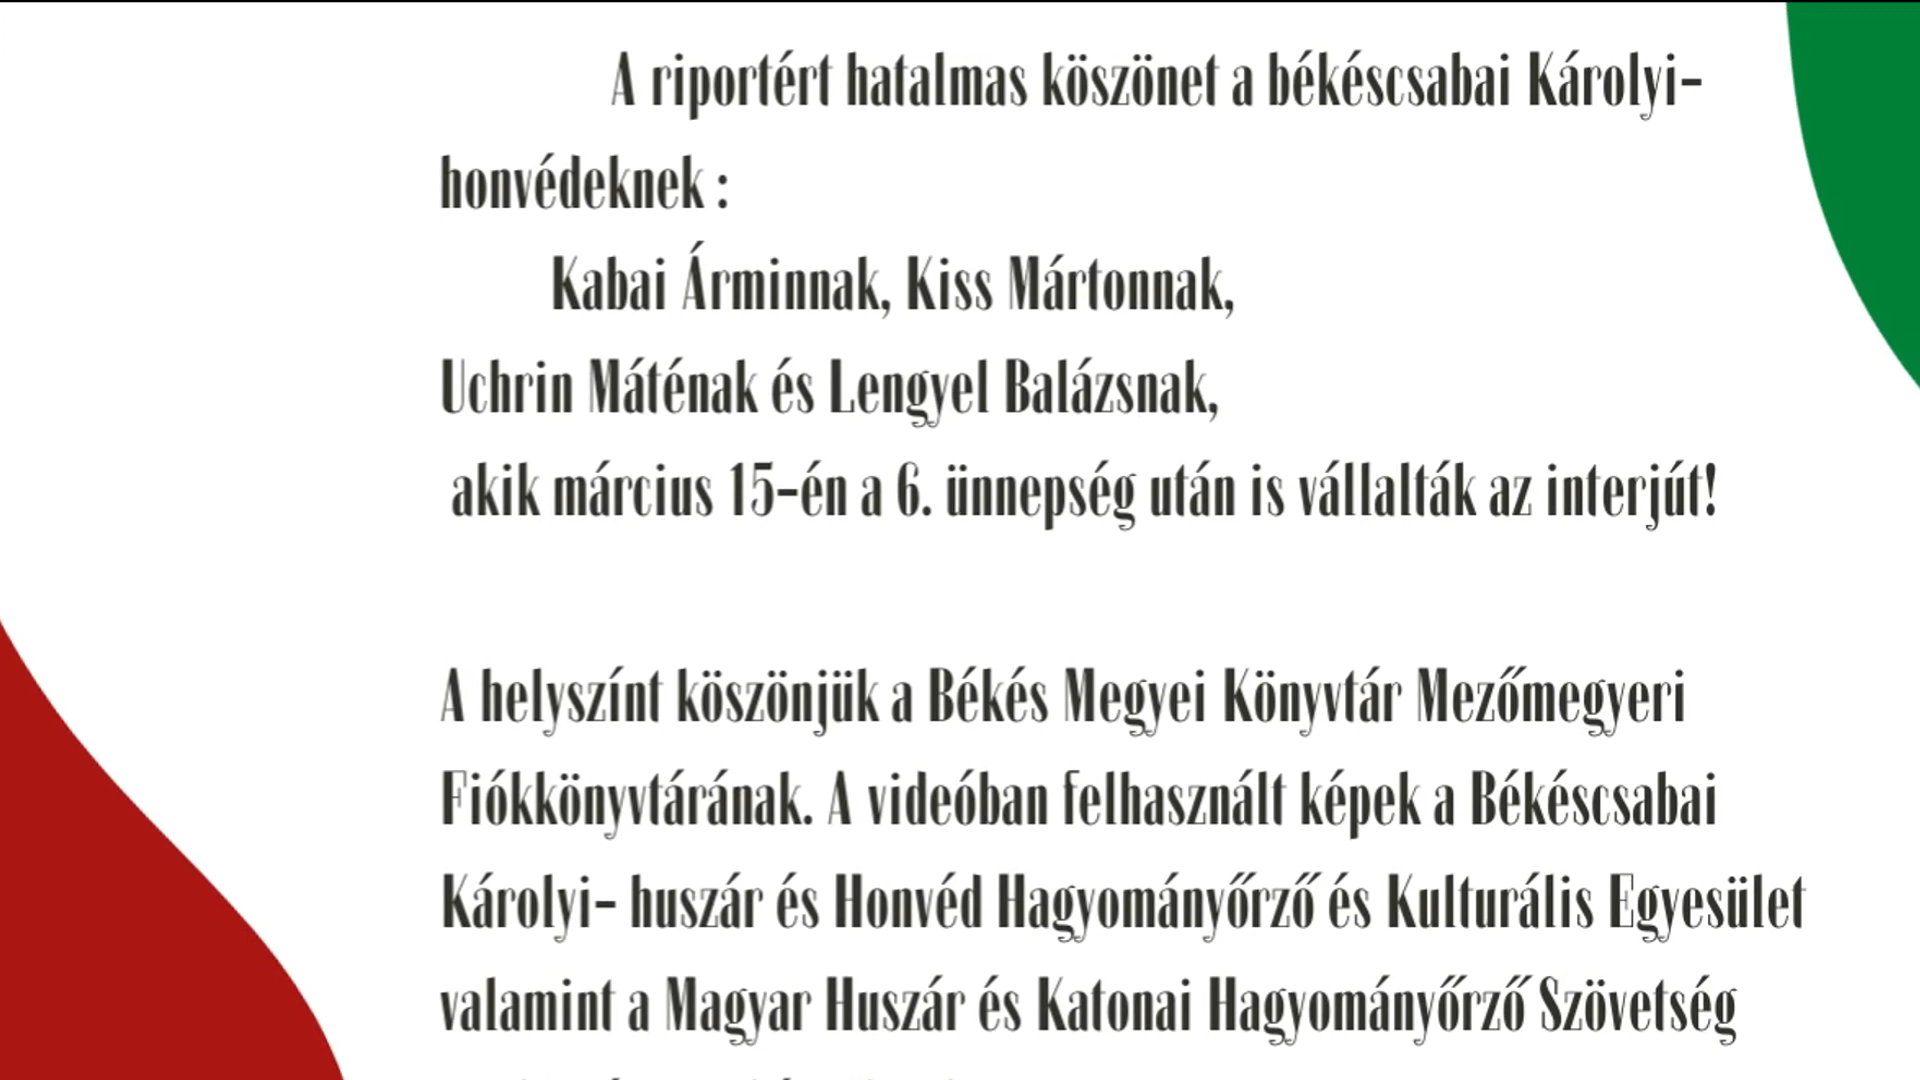 A riportért hatalmas köszönet a békéscsabai Károlyi-
honvédeknek :
Kabai Árminnak, Kiss Mártonnak,
Uchrin Máténak és Lengyel Balázsnak,
akik március 15-én a 6. ünnepség után is vállalták az interjút!
A helyszínt köszönjük a Békés Megyei Könyvtár Mezőmegyeri
Fiókkönyvtárának. A videóban felhasznált képek a Békéscsabai
Károlyi- huszár és Honvéd Hagyományőrző és Kulturális Egyesület
valamint a Magyar Huszár és Katonai Hagyományőrző Szövetség